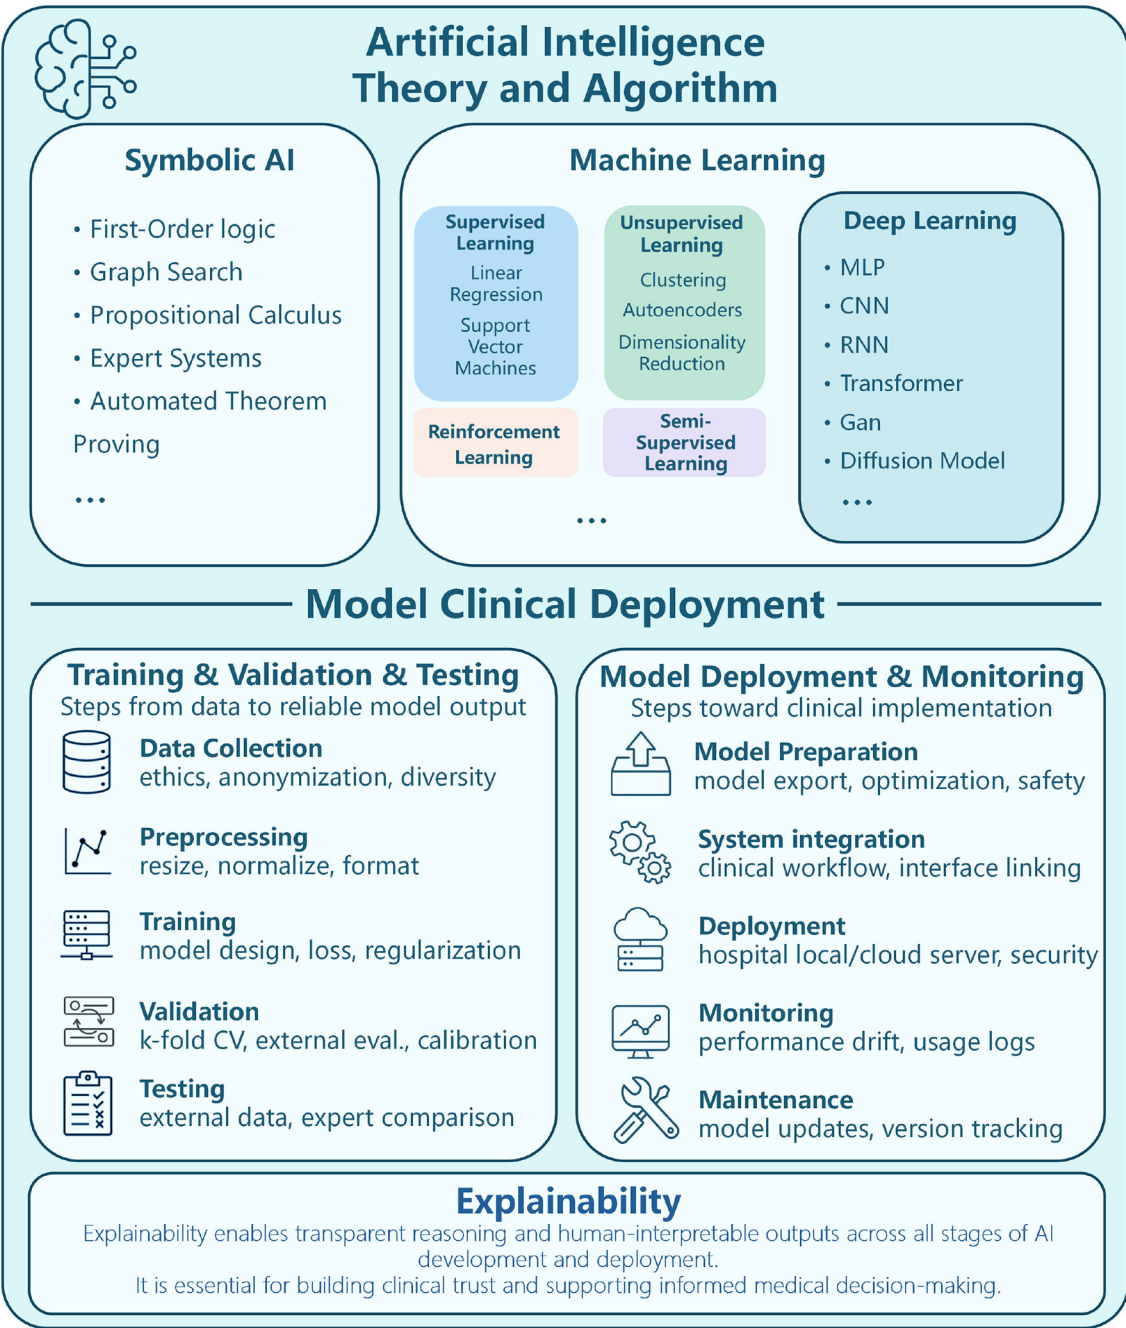 Artificial Intelligence
Theory and Algorithm
Symbolic AI
• First-Order logic
• Graph Search
• Propositional Calculus
• Expert Systems
• Automated Theorem
Proving
...
Machine Learning
Supervised
Learning
Linear
Regression
Support
Vector
Machines
Unsupervised
Learning
Clustering
Autoencoders
Dimensionality
Reduction
Reinforcement
Learning
Semi-
Supervised
Learning
...
Deep Learning
• MLP
• CNN
• RNN
• Transformer
• Gan
• Diffusion Model
...
Model Clinical Deployment
Training & Validation & Testing
Steps from data to reliable model output
Data Collection
ethics, anonymization, diversity
Preprocessing
resize, normalize, format
Training
model design, loss, regularization
Validation
k-fold CV, external eval., calibration
Testing
external data, expert comparison
Model Deployment & Monitoring
Steps toward clinical implementation
Model Preparation
model export, optimization, safety
System integration
clinical workflow, interface linking
Deployment
hospital local/cloud server, security
Monitoring
performance drift, usage logs
Maintenance
model updates, version tracking
Explainability
Explainability enables transparent reasoning and human-interpretable outputs across all stages of AI
development and deployment.
It is essential for building clinical trust and supporting informed medical decision-making.